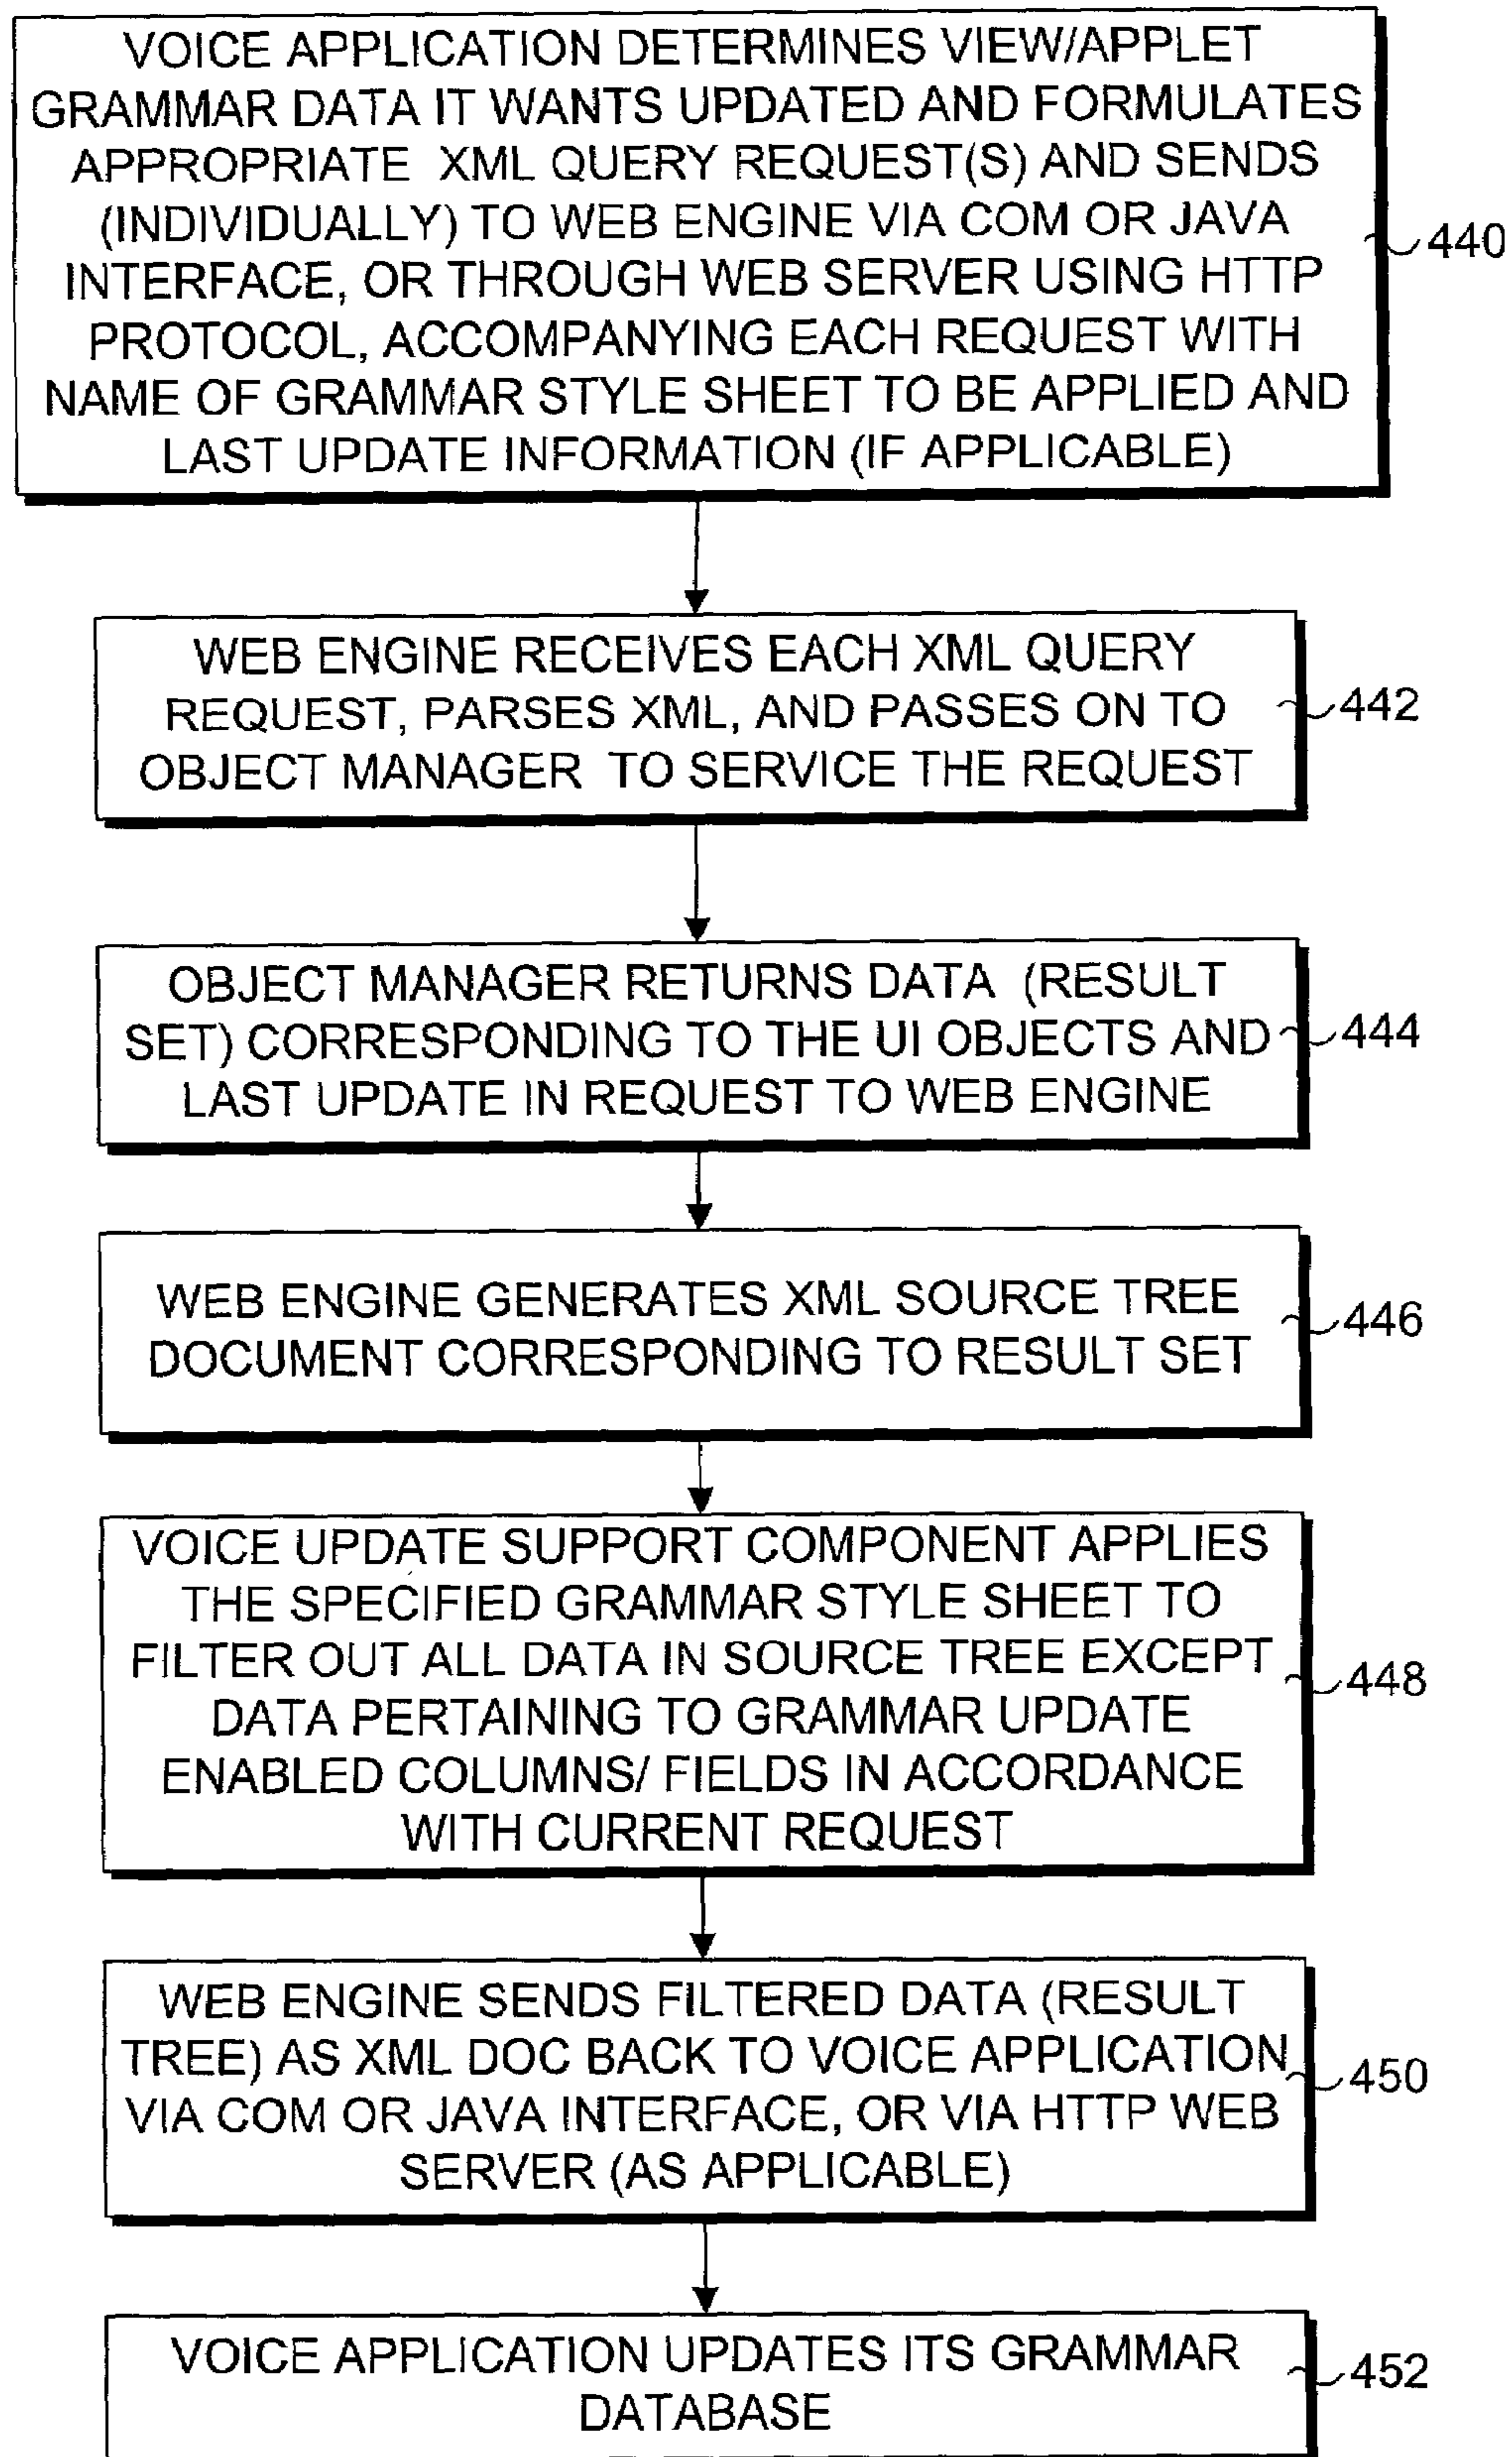 VOICE APPLICATION DETERMINES VIEW/APPLET
GRAMMAR DATA IT WANTS UPDATED AND FORMULATES
APPROPRIATE XML QUERY REQUEST(S) AND SENDS
(INDIVIDUALLY) TO WEB ENGINE VIA COM OR JAVA
INTERFACE, OR THROUGH WEB SERVER USING HTTP
PROTOCOL, ACCOMPANYING EACH REQUEST WITH
NAME OF GRAMMAR STYLE SHEET TO BE APPLIED AND
LAST UPDATE INFORMATION (IF APPLICABLE)
440
WEB ENGINE RECEIVES EACH XML QUERY
REQUEST, PARSES XML, AND PASSES ON TO
OBJECT MANAGER TO SERVICE THE REQUEST
442
OBJECT MANAGER RETURNS DATA (RESULT
SET) CORRESPONDING TO THE UI OBJECTS AND
LAST UPDATE IN REQUEST TO WEB ENGINE
444
WEB ENGINE GENERATES XML SOURCE TREE
DOCUMENT CORRESPONDING TO RESULT SET
446
VOICE UPDATE SUPPORT COMPONENT APPLIES
THE SPECIFIED GRAMMAR STYLE SHEET TO
FILTER OUT ALL DATA IN SOURCE TREE EXCEPT
DATA PERTAINING TO GRAMMAR UPDATE
ENABLED COLUMNS/ FIELDS IN ACCORDANCE
WITH CURRENT REQUEST
448
WEB ENGINE SENDS FILTERED DATA (RESULT
TREE) AS XML DOC BACK TO VOICE APPLICATION
VIA COM OR JAVA INTERFACE, OR VIA HTTP WEB
SERVER (AS APPLICABLE)
450
VOICE APPLICATION UPDATES ITS GRAMMAR
DATABASE
452